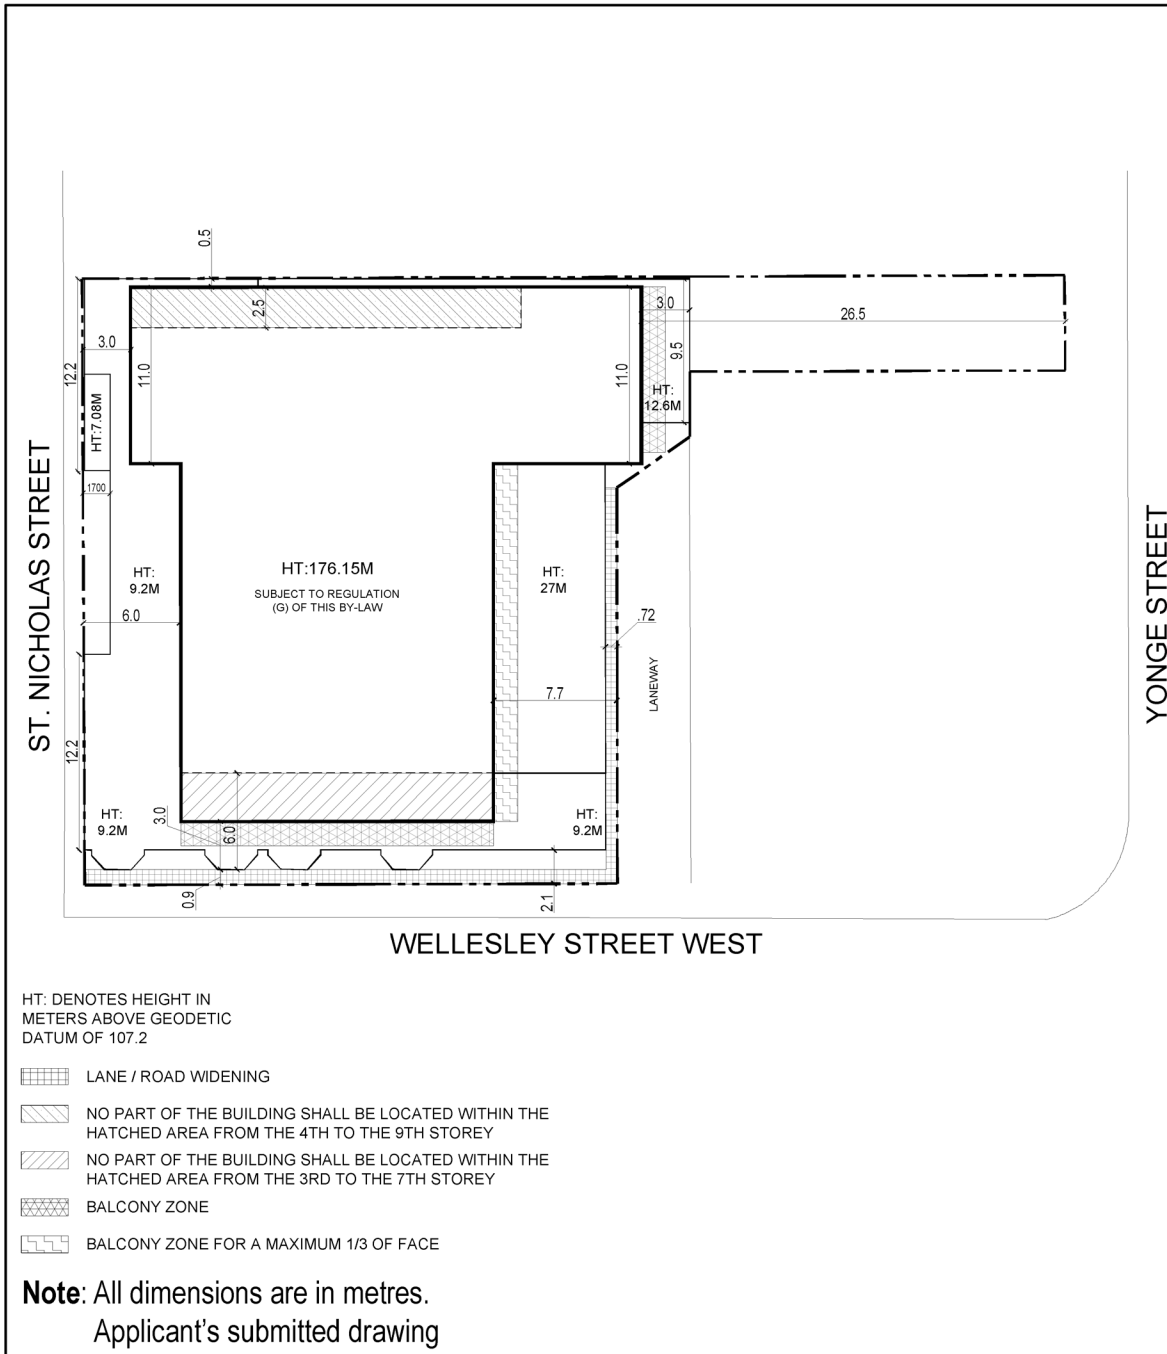 0.5
2.5
3.0
26.5
3.0
12.2
11.0
11.0
9.5
HT:7.08M
HT:
12.6M
1700
ST. NICHOLAS STREET
YONGE STREET
HT:
9.2M
HT:176.15M
SUBJECT TO REGULATION
(G) OF THIS BY-LAW
HT:
27M
6.0
.72
LANEWAY
7.7
12.2
HT:
9.2M
3.0
6.0
HT:
9.2M
0.9
2.1
WELLESLEY STREET WEST
HT: DENOTES HEIGHT IN
METERS ABOVE GEODETIC
DATUM OF 107.2
LANE / ROAD WIDENING
NO PART OF THE BUILDING SHALL BE LOCATED WITHIN THE
HATCHED AREA FROM THE 4TH TO THE 9TH STOREY
NO PART OF THE BUILDING SHALL BE LOCATED WITHIN THE
HATCHED AREA FROM THE 3RD TO THE 7TH STOREY
BALCONY ZONE
BALCONY ZONE FOR A MAXIMUM 1/3 OF FACE
Note: All dimensions are in metres.
Applicant's submitted drawing